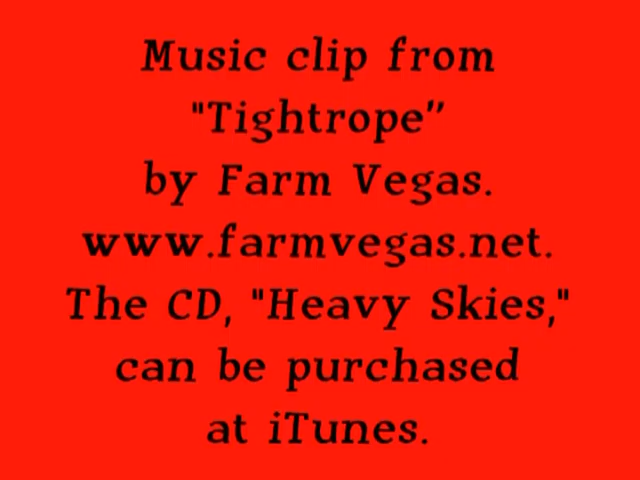 Music clip from
"Tightrope”
by Farm Vegas.
www.farmvegas.net.
The CD, "Heavy Skies,"
can be purchased
at iTunes.